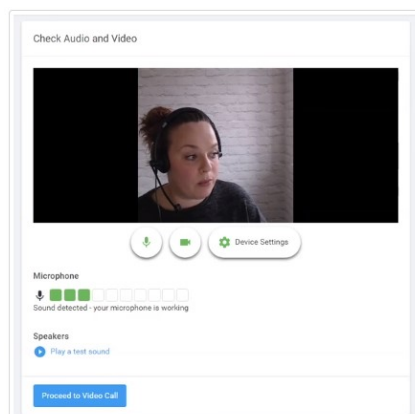 Check Audio and Video
Device Settings
Microphone
Sound detected - your microphone is working
Speakers
Play a test sound
Proceed to Video Call